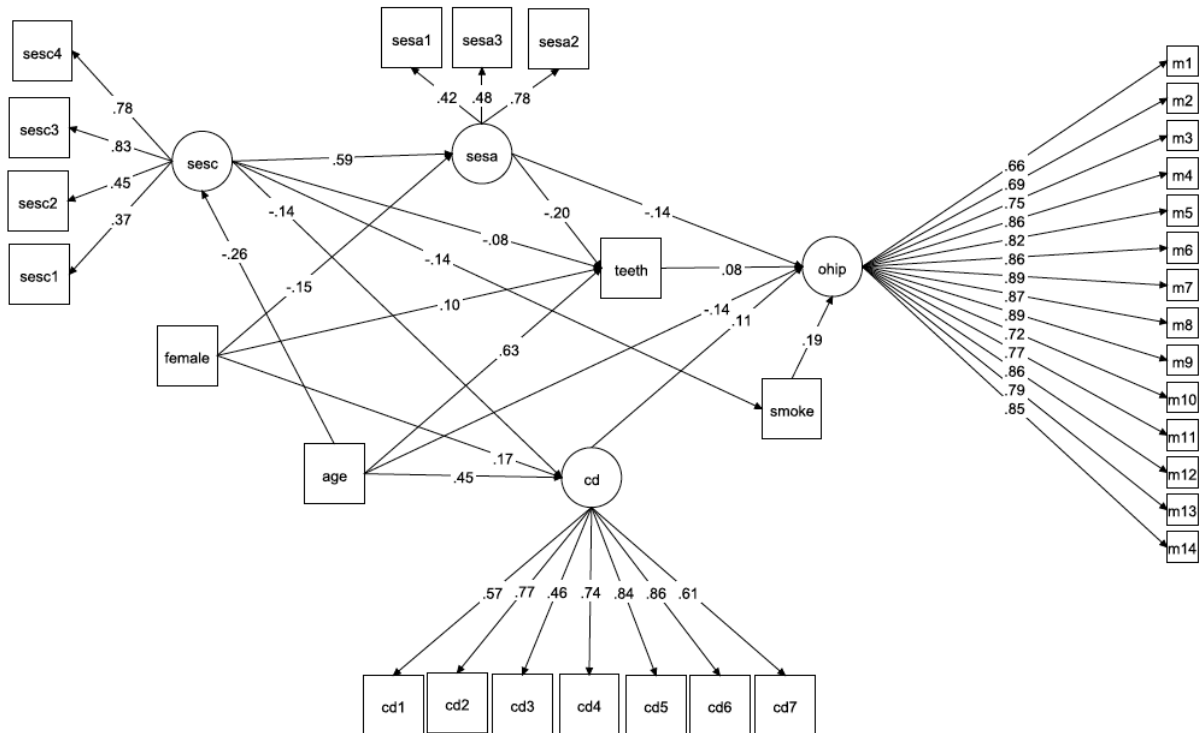 sesc4
sesc3
sesc2
sesc1
.78
.83
.45
.37
sesc
sesa1
sesa3
sesa2
.42
.48
.78
sesa
.59
-.14
-.08
-.14
-.26
-.15
.10
.63
-.20
-.14
.08
-.14
.11
.19
.17
.45
female
age
teeth
smoke
cd
ohip
.57
.77
.46
.74
.84
.86
.61
cd1
cd2
cd3
cd4
cd5
cd6
cd7
.66
.69
.75
.86
.82
.86
.89
.87
.89
.72
.77
.86
.79
.85
m1
m2
m3
m4
m5
m6
m7
m8
m9
m10
m11
m12
m13
m14